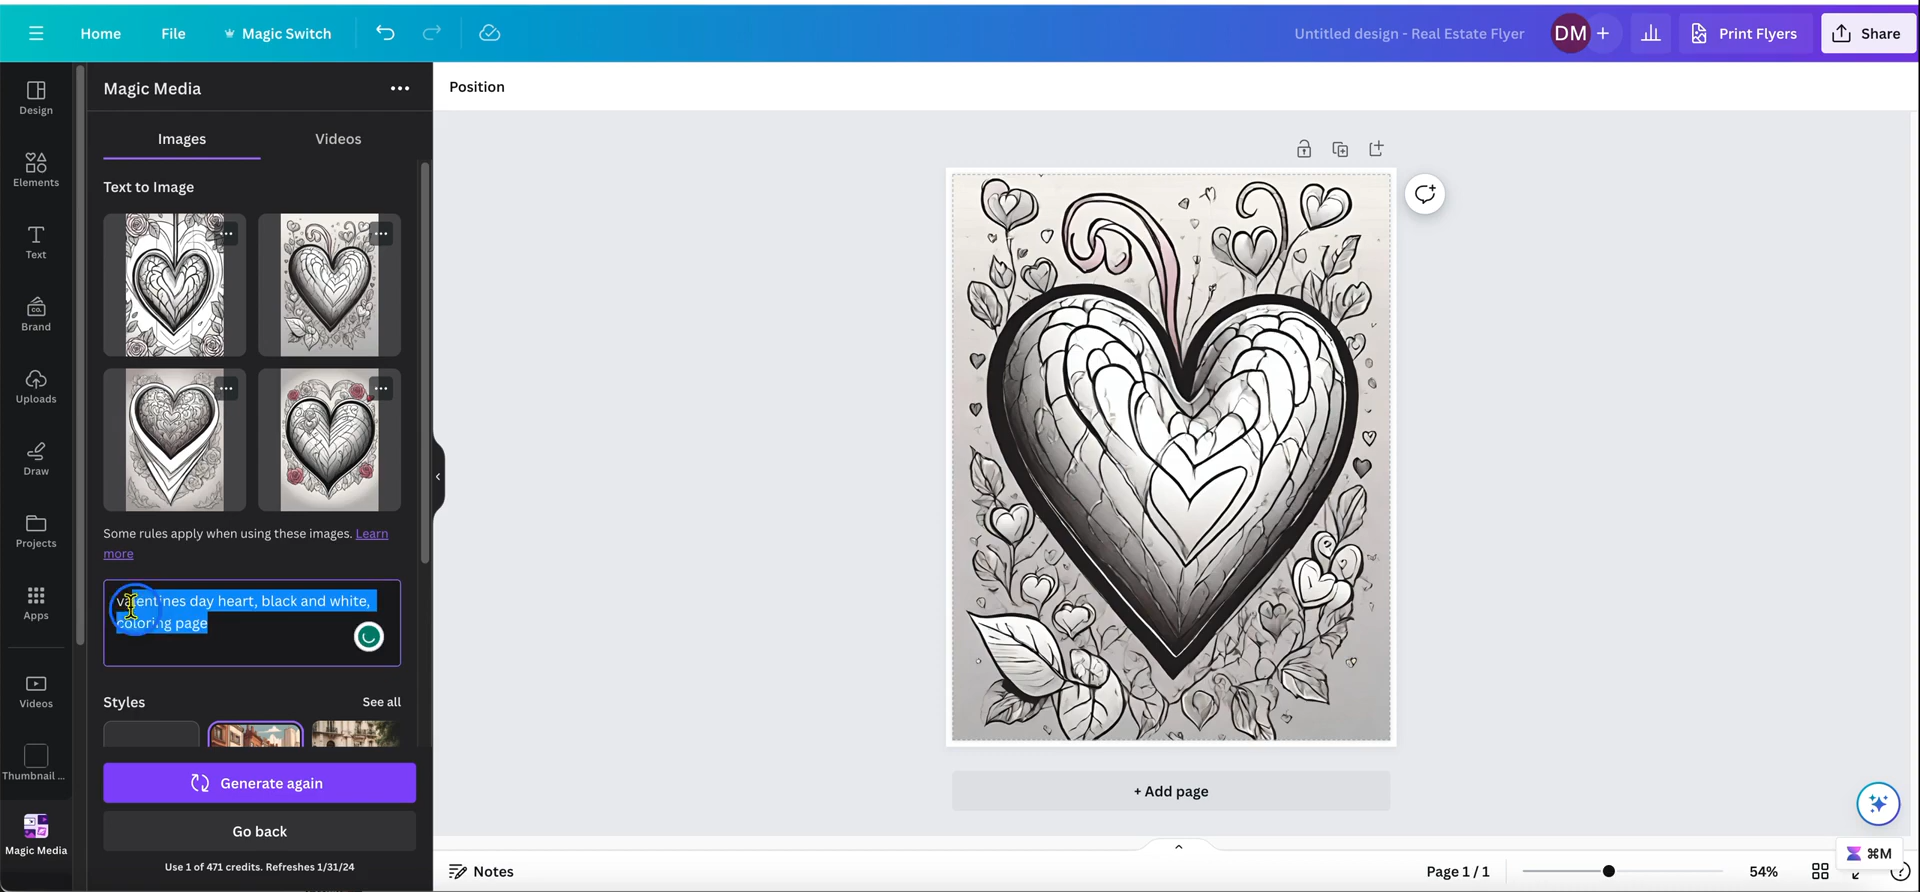 Home
File
Magic Switch
Untitled design - Real Estate Flyer
DM
+
Print Flyers
Share
Design
Elements
Text
Brand
Uploads
Draw
Projects
Apps
Videos
Thumbnail ...
Magic Media
Magic Media
Images
Videos
Text to Image
Some rules apply when using these images. Learn
more
valentines day heart, black and white,
coloring page
Styles
See all
Generate again
Go back
Use 1 of 471 credits. Refreshes 1/31/24
Position
+ Add page
Notes
Page 1 / 1
54%
⌘M